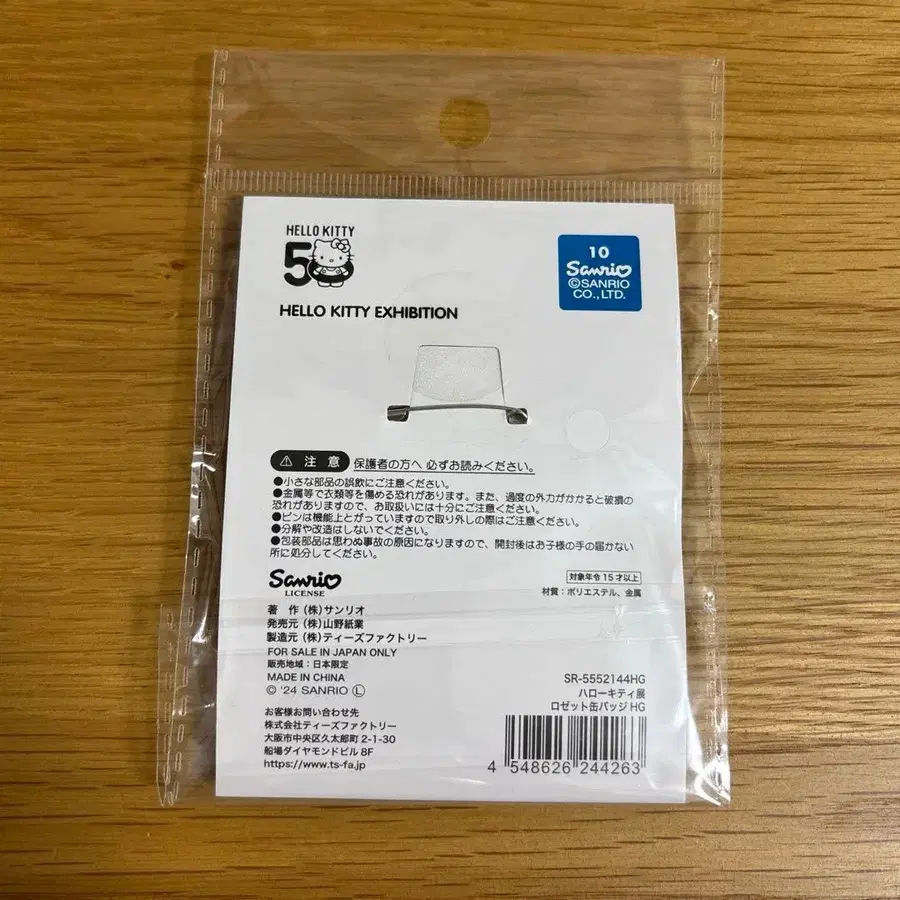 HELLO KITTY
50
HELLO KITTY EXHIBITION
10
Sanrio
©SANRIO
CO.,LTD.
⚠ 注 意 保護者の方へ 必ずお読みください。
●小さな部品の誤飲にご注意ください。
●金属等で衣類等を傷める恐れがあります。また、過度の外力がかかると破損の
恐れがありますので、お取扱いには十分にご注意ください。
●ピンは機能上とがっていますので取り外しの際はご注意ください。
●分解や改造はしないでください。
●包装部品は思わぬ事故の原因になりますので、開封後はお子様の手の届かない
所に処分してください。
Sanrio
LICENSE
対象年令15才以上
材質：ポリエステル、金属
著 作（株）サンリオ
発売元（株）山野紙業
製造元（株）ティーズファクトリー
FOR SALE IN JAPAN ONLY
販売地域：日本限定
MADE IN CHINA
© '24 SANRIO Ⓛ
SR-5552144HG
ハローキティ展
ロゼット缶バッジ HG
お客様お問い合わせ先
株式会社ティーズファクトリー
大阪市中央区久太郎町 2-1-30
船場ダイヤモンドビル 8F
https://www.ts-fa.jp
4 548626 244263